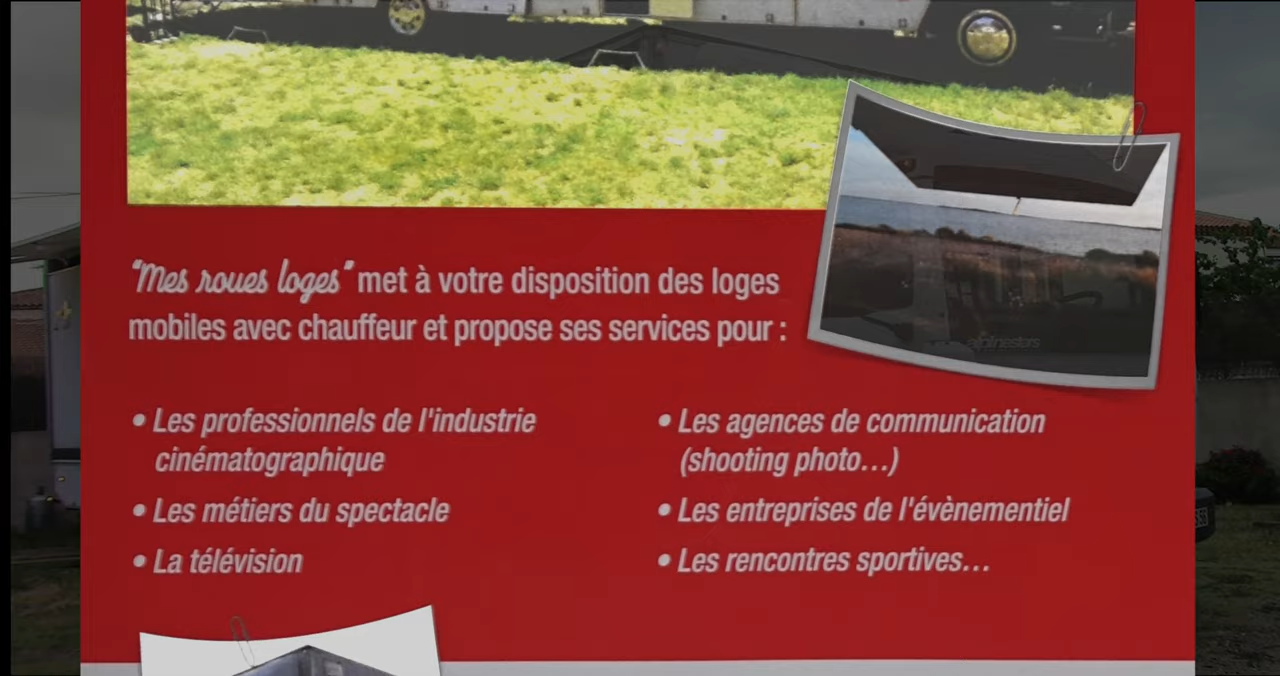 "Mes roues loges" met à votre disposition des loges
mobiles avec chauffeur et propose ses services pour :
• Les professionnels de l'industrie
cinématographique
• Les métiers du spectacle
• La télévision
• Les agences de communication
(shooting photo...)
• Les entreprises de l'évènementiel
• Les rencontres sportives...
alpinestars